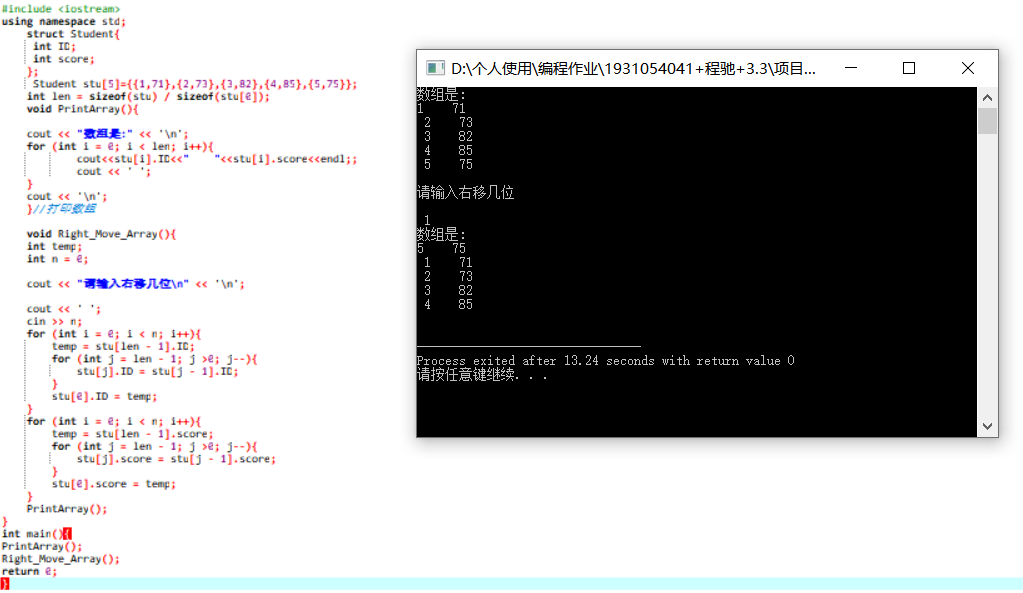 #include <iostream>
using namespace std;
struct Student{
int ID;
int score;
};
Student stu[5]={{1,71},{2,73},{3,82},{4,85},{5,75}};
int len = sizeof(stu) / sizeof(stu[0]);
void PrintArray(){
cout << "数组是:" << '\n';
for (int i = 0; i < len; i++){
cout<<stu[i].ID<<"    "<<stu[i].score<<endl;;
cout << ' ';
}
cout << '\n';
}//打印数组
void Right_Move_Array(){
int temp;
int n = 0;
cout << "请输入右移几位\n" << '\n';
cout << ' ';
cin >> n;
for (int i = 0; i < n; i++){
temp = stu[len - 1].ID;
for (int j = len - 1; j >0; j--){
stu[j].ID = stu[j - 1].ID;
}
stu[0].ID = temp;
}
for (int i = 0; i < n; i++){
temp = stu[len - 1].score;
for (int j = len - 1; j >0; j--){
stu[j].score = stu[j - 1].score;
}
stu[0].score = temp;
}
PrintArray();
}
int main(){
PrintArray();
Right_Move_Array();
return 0;
}
D:\个人使用\编程作业\1931054041+程驰+3.3\项目...
数组是:
1    71
2    73
3    82
4    85
5    75
请输入右移几位
1
数组是:
5    75
1    71
2    73
3    82
4    85
Process exited after 13.24 seconds with return value 0
请按任意键继续. . .